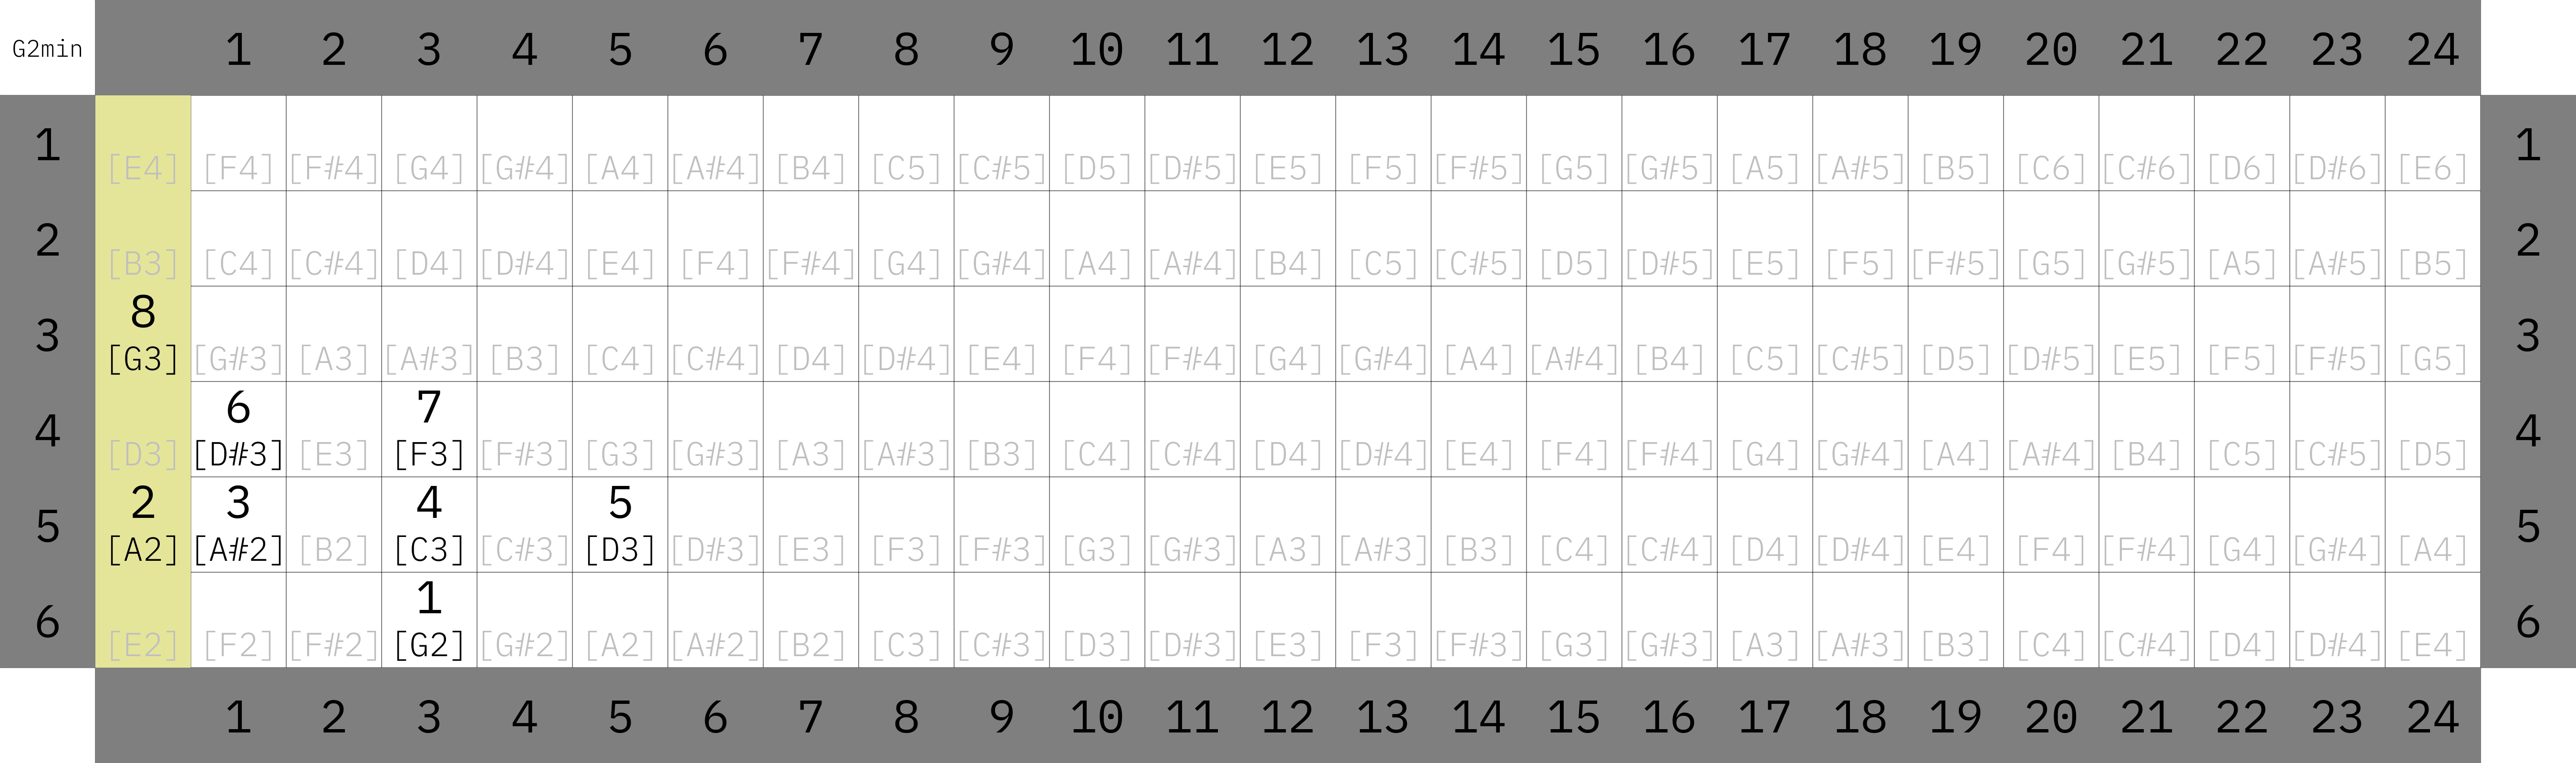 G2min 1 2 3 4 5 6 7 8 9 10 11 12 13 14 15 16 17 18 19 20 21 22 23 24
1 [E4] [F4] [F#4] [G4] [G#4] [A4] [A#4] [B4] [C5] [C#5] [D5] [D#5] [E5] [F5] [F#5] [G5] [G#5] [A5] [A#5] [B5] [C6] [C#6] [D6] [D#6] [E6] 1
2 [B3] [C4] [C#4] [D4] [D#4] [E4] [F4] [F#4] [G4] [G#4] [A4] [A#4] [B4] [C5] [C#5] [D5] [D#5] [E5] [F5] [F#5] [G5] [G#5] [A5] [A#5] [B5] 2
8
3 [G3] [G#3] [A3] [A#3] [B3] [C4] [C#4] [D4] [D#4] [E4] [F4] [F#4] [G4] [G#4] [A4] [A#4] [B4] [C5] [C#5] [D5] [D#5] [E5] [F5] [F#5] [G5] 3
6 7
4 [D3] [D#3] [E3] [F3] [F#3] [G3] [G#3] [A3] [A#3] [B3] [C4] [C#4] [D4] [D#4] [E4] [F4] [F#4] [G4] [G#4] [A4] [A#4] [B4] [C5] [C#5] [D5] 4
2 3 4 5
5 [A2] [A#2] [B2] [C3] [C#3] [D3] [D#3] [E3] [F3] [F#3] [G3] [G#3] [A3] [A#3] [B3] [C4] [C#4] [D4] [D#4] [E4] [F4] [F#4] [G4] [G#4] [A4] 5
1
6 [E2] [F2] [F#2] [G2] [G#2] [A2] [A#2] [B2] [C3] [C#3] [D3] [D#3] [E3] [F3] [F#3] [G3] [G#3] [A3] [A#3] [B3] [C4] [C#4] [D4] [D#4] [E4] 6
1 2 3 4 5 6 7 8 9 10 11 12 13 14 15 16 17 18 19 20 21 22 23 24